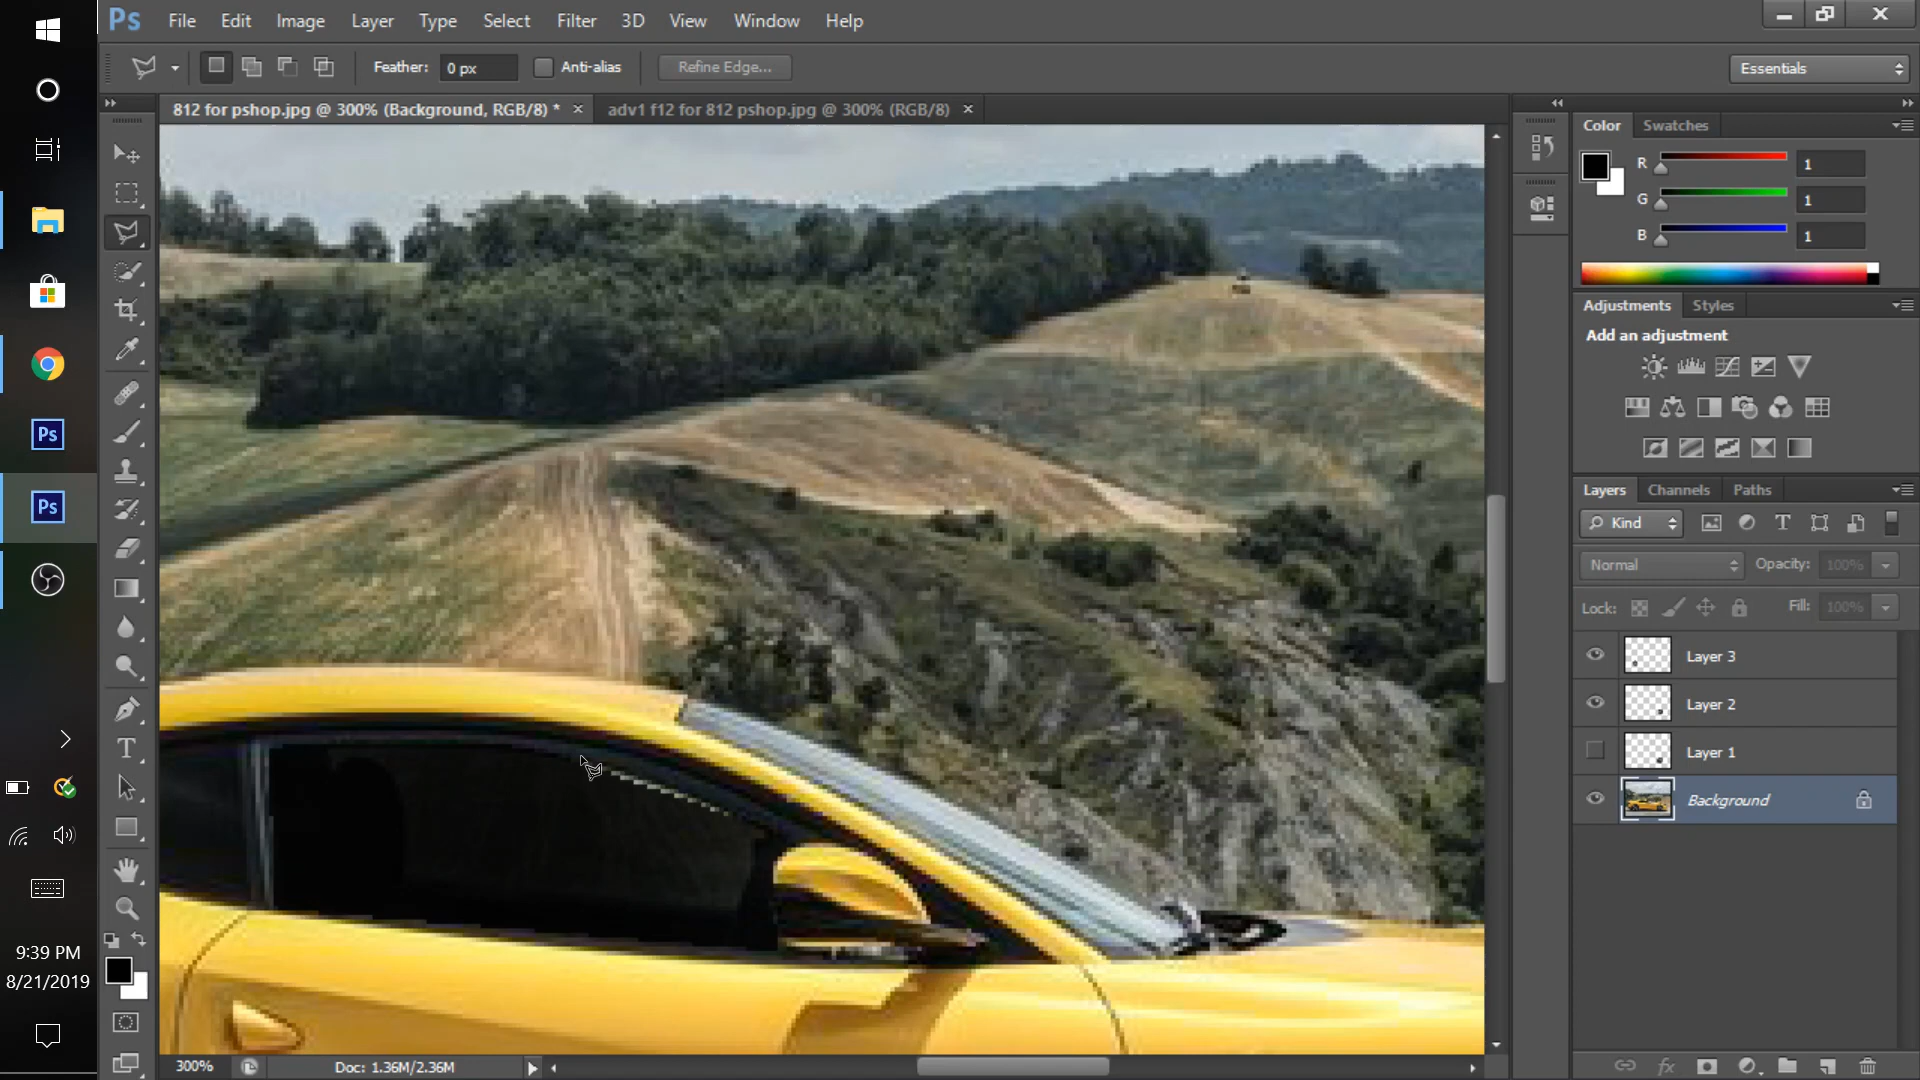 Ps File Edit Image Layer Type Select Filter 3D View Window Help
Feather: 0 px Anti-alias Refine Edge... Essentials
812 for pshop.jpg @ 300% (Background, RGB/8) * × adv1 f12 for 812 pshop.jpg @ 300% (RGB/8) ×
Color Swatches
R 1
G 1
B 1
Adjustments Styles
Add an adjustment
Layers Channels Paths
Kind
Normal Opacity: 100%
Lock: Fill: 100%
Layer 3
Layer 2
Layer 1
Background
Ps
Ps
9:39 PM
8/21/2019
300% Doc: 1.36M/2.36M